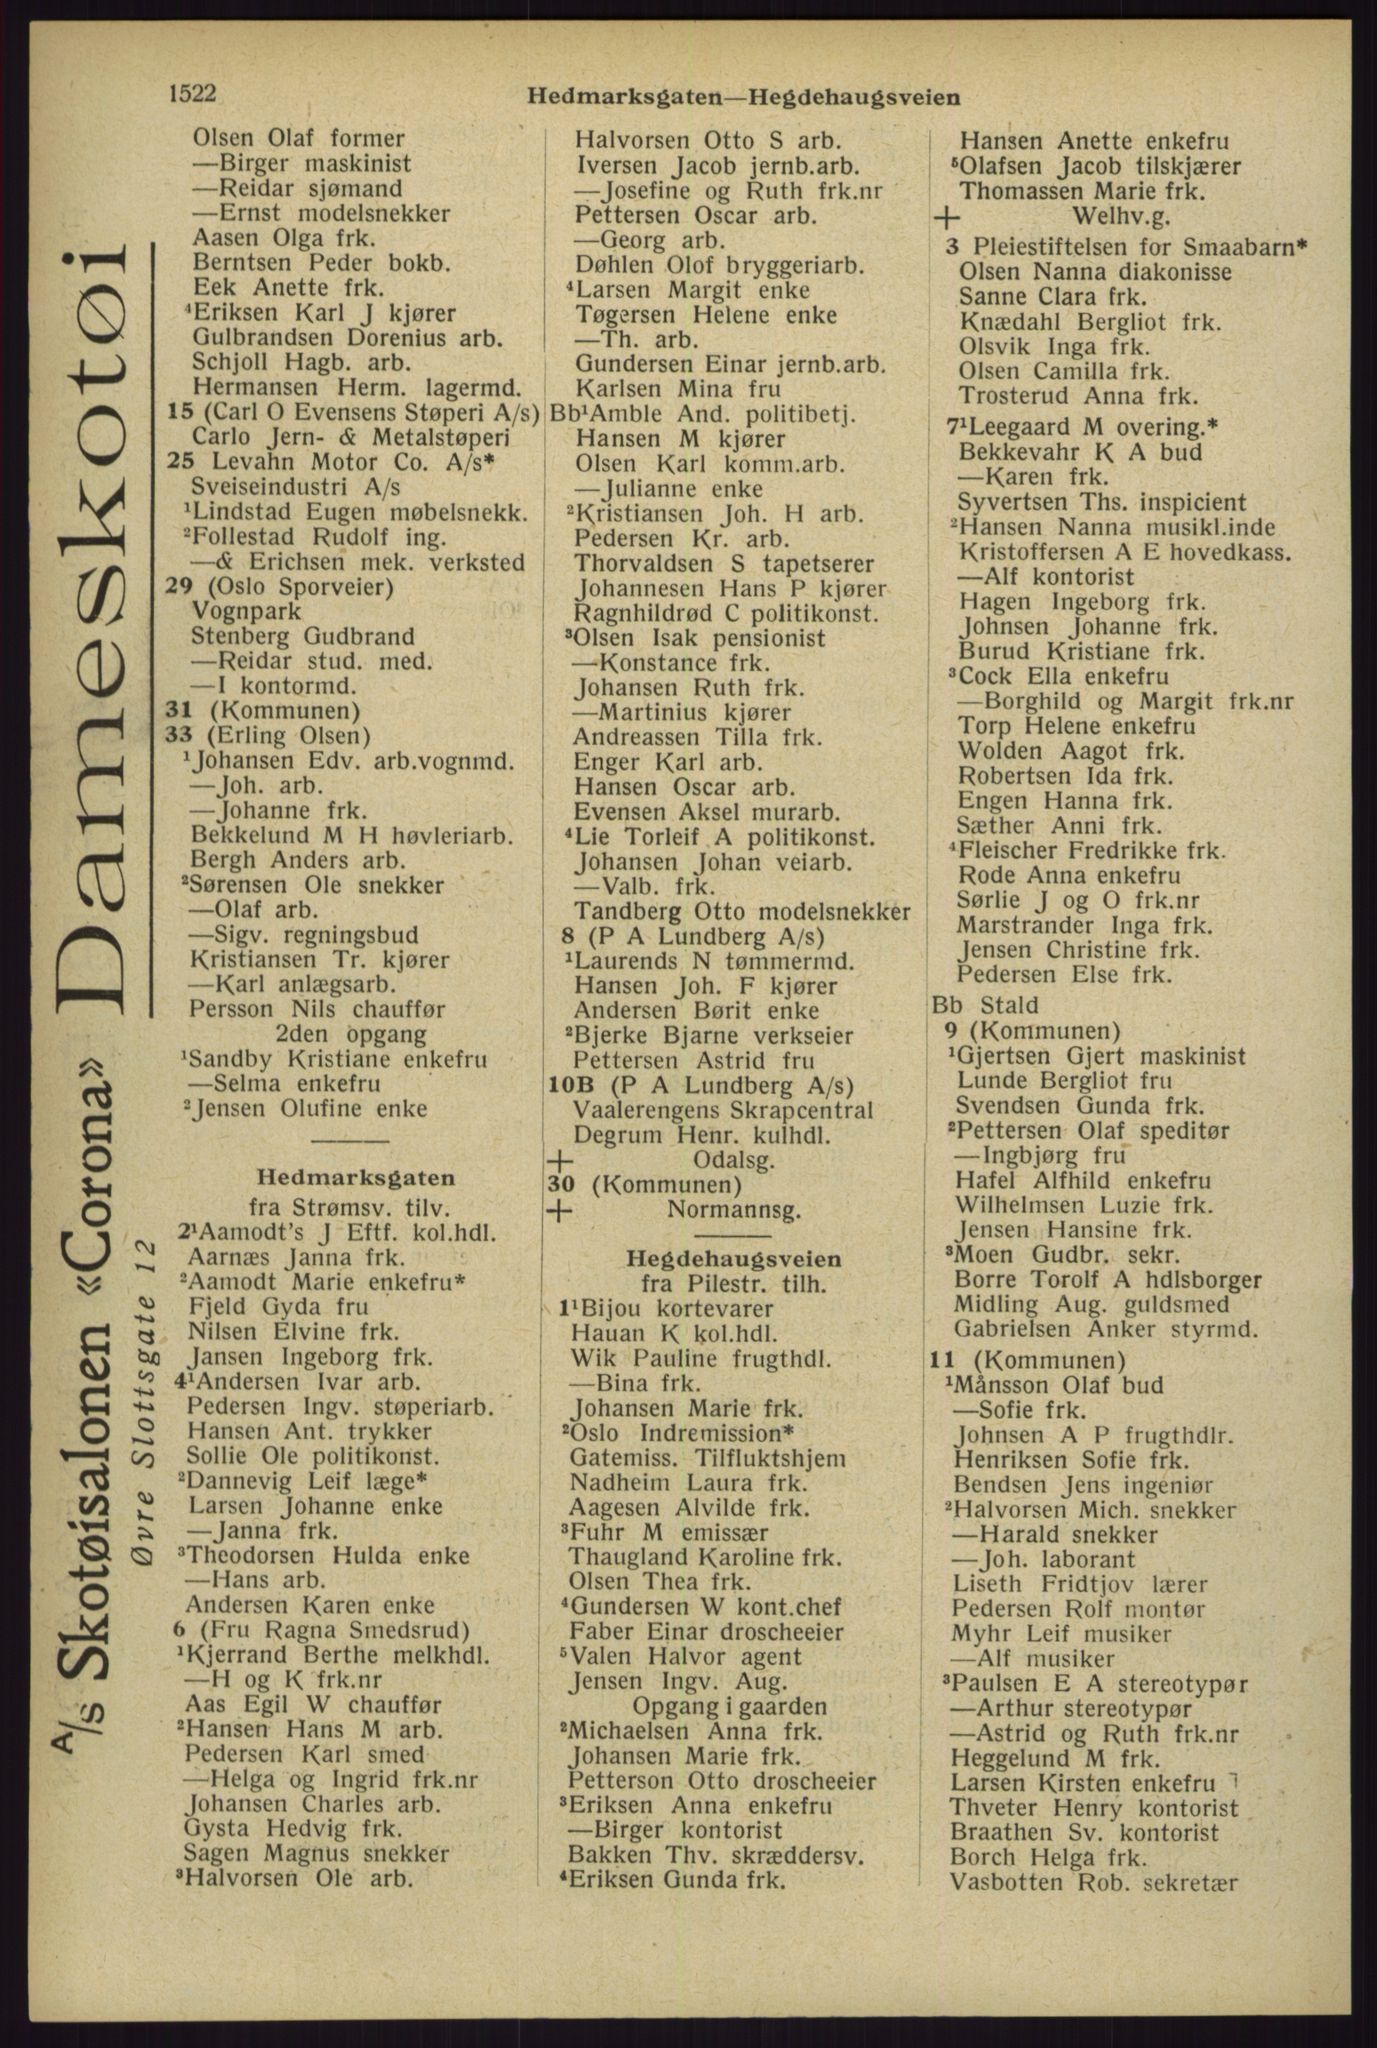 1522
Hedmarksgaten—Hegdehaugsveien
Olsen Olaf former
—Birger maskinist
—Reidar sjømand
—Ernst modelsnekker
Aasen Olga frk.
Berntsen Peder bokb.
Eek Anette frk.
⁴Eriksen Karl J kjører
Gulbrandsen Dorenius arb.
Schjoll Hagb. arb.
Hermansen Herm. lagermd.
15 (Carl O Evensens Støperi A/s)
Carlo Jern- & Metalstøperi
25 Levahn Motor Co. A/s*
Sveiseindustri A/s
¹Lindstad Eugen møbelsnekk.
²Follestad Rudolf ing.
—& Erichsen mek. verksted
29 (Oslo Sporveier)
Vognpark
Stenberg Gudbrand
—Reidar stud. med.
—I kontormd.
31 (Kommunen)
33 (Erling Olsen)
¹Johansen Edv. arb.vognmd.
—Joh. arb.
—Johanne frk.
Bekkelund M H høvleriarb.
Bergh Anders arb.
²Sørensen Ole snekker
—Olaf arb.
—Sigv. regningsbud
Kristiansen Tr. kjører
—Karl anlægsarb.
Persson Nils chauffør
2den opgang
¹Sandby Kristiane enkefru
—Selma enkefru
²Jensen Olufine enke
Hedmarksgaten
fra Strømsv. tilv.
2¹Aamodt's J Eftf. kol.hdl.
Aarnæs Janna frk.
²Aamodt Marie enkefru*
Fjeld Gyda fru
Nilsen Elvine frk.
Jansen Ingeborg frk.
4¹Andersen Ivar arb.
Pedersen Ingv. støperiarb.
Hansen Ant. trykker
Sollie Ole politikonst.
²Dannevig Leif læge*
Larsen Johanne enke
—Janna frk.
³Theodorsen Hulda enke
—Hans arb.
Andersen Karen enke
6 (Fru Ragna Smedsrud)
¹Kjerrand Berthe melkhdl.
—H og K frk.nr
Aas Egil W chauffør
²Hansen Hans M arb.
Pedersen Karl smed
—Helga og Ingrid frk.nr
Johansen Charles arb.
Gysta Hedvig frk.
Sagen Magnus snekker
³Halvorsen Ole arb.
Halvorsen Otto S arb.
Iversen Jacob jernb.arb.
—Josefine og Ruth frk.nr
Pettersen Oscar arb.
—Georg arb.
Døhlen Olof bryggeriarb.
⁴Larsen Margit enke
Tøgersen Helene enke
—Th. arb.
Gundersen Einar jernb.arb.
Karlsen Mina fru
Bb¹Amble And. politibetj.
Hansen M kjører
Olsen Karl komm.arb.
—Julianne enke
²Kristiansen Joh. H arb.
Pedersen Kr. arb.
Thorvaldsen S tapetserer
Johannesen Hans P kjører
Ragnhildrød C politikonst.
³Olsen Isak pensionist
—Konstance frk.
Johansen Ruth frk.
—Martinius kjører
Andreassen Tilla frk.
Enger Karl arb.
Hansen Oscar arb.
Evensen Aksel murarb.
⁴Lie Torleif A politikonst.
Johansen Johan veiarb.
—Valb. frk.
Tandberg Otto modelsnekker
8 (P A Lundberg A/s)
¹Laurends N tømmermd.
Hansen Joh. F kjører
Andersen Børit enke
²Bjerke Bjarne verkseier
Pettersen Astrid fru
10B (P A Lundberg A/s)
Vaalerengens Skrapcentral
Degrum Henr. kulhdl.
+ Odalsg.
30 (Kommunen)
+ Normannsg.
Hegdehaugsveien
fra Pilestr. tilh.
1¹Bijou kortevarer
Hauan K kol.hdl.
Wik Pauline frugthdl.
—Bina frk.
Johansen Marie frk.
²Oslo Indremission*
Gatemiss. Tilfluktshjem
Nadheim Laura frk.
Aagesen Alvilde frk.
³Fuhr M emissær
Thaugland Karoline frk.
Olsen Thea frk.
⁴Gundersen W kont.chef
Faber Einar droscheeier
⁵Valen Halvor agent
Jensen Ingv. Aug.
Opgang i gaarden
²Michaelsen Anna frk.
Johansen Marie frk.
Petterson Otto droscheeier
³Eriksen Anna enkefru
—Birger kontorist
Bakken Thv. skræddersv.
⁴Eriksen Gunda frk.
Hansen Anette enkefru
⁵Olafsen Jacob tilskjærer
Thomassen Marie frk.
+ Welhv.g.
3 Pleiestiftelsen for Smaabarn*
Olsen Nanna diakonisse
Sanne Clara frk.
Knædahl Bergliot frk.
Olsvik Inga frk.
Olsen Camilla frk.
Trosterud Anna frk.
7¹Leegaard M overing.*
Bekkevahr K A bud
—Karen frk.
Syvertsen Ths. inspicient
²Hansen Nanna musikl.inde
Kristoffersen A E hovedkass.
—Alf kontorist
Hagen Ingeborg frk.
Johnsen Johanne frk.
Burud Kristiane frk.
³Cock Ella enkefru
—Borghild og Margit frk.nr
Torp Helene enkefru
Wolden Aagot frk.
Robertsen Ida frk.
Engen Hanna frk.
Sæther Anni frk.
⁴Fleischer Fredrikke frk.
Rode Anna enkefru
Sørlie J og O frk.nr
Marstrander Inga frk.
Jensen Christine frk.
Pedersen Else frk.
Bb Stald
9 (Kommunen)
¹Gjertsen Gjert maskinist
Lunde Bergliot fru
Svendsen Gunda frk.
²Pettersen Olaf speditør
—Ingbjørg fru
Hafel Alfhild enkefru
Wilhelmsen Luzie frk.
Jensen Hansine frk.
³Moen Gudbr. sekr.
Borre Torolf A hdlsborger
Midling Aug. guldsmed
Gabrielsen Anker styrmd.
11 (Kommunen)
¹Månsson Olaf bud
—Sofie frk.
Johnsen A P frugthdlr.
Henriksen Sofie frk.
Bendsen Jens ingeniør
²Halvorsen Mich. snekker
—Harald snekker
—Joh. laborant
Liseth Fridtjov lærer
Pedersen Rolf montør
Myhr Leif musiker
—Alf musiker
³Paulsen E A stereotypør
—Arthur stereotypør
—Astrid og Ruth frk.nr
Heggelund M frk.
Larsen Kirsten enkefru
Thveter Henry kontorist
Braathen Sv. kontorist
Borch Helga frk.
Vasbotten Rob. sekretær
A/s Skotøisalonen «Corona» Dameskotøi
Øvre Slottsgate 12